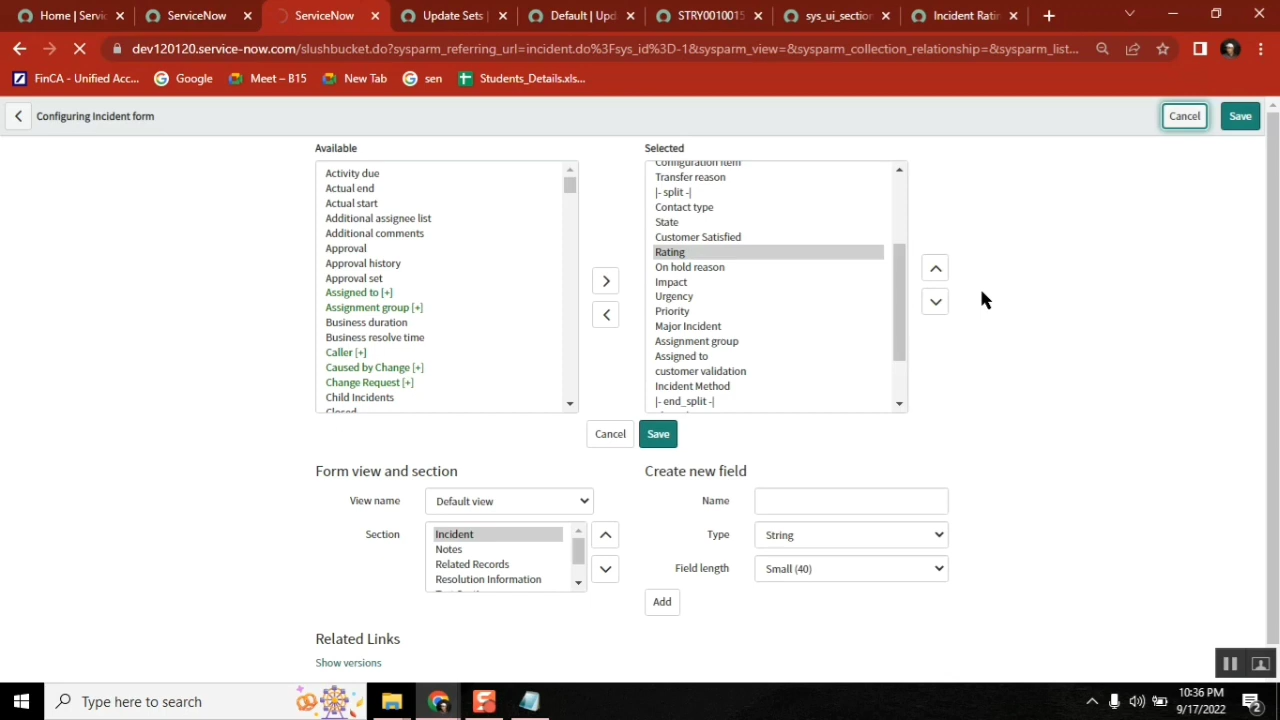 Home | Servic
ServiceNow
ServiceNow
Update Sets |
Default | Upd
STRY0010015
sys_ui_section
Incident Ratin
dev120120.service-now.com/slushbucket.do?sysparm_referring_url=incident.do%3Fsys_id%3D-1&sysparm_view=&sysparm_collection_relationship=&sysparm_list...
FinCA - Unified Acc...
Google
Meet – B15
New Tab
sen
Students_Details.xls...
Configuring Incident form
Cancel
Save
Available
Activity due
Actual end
Actual start
Additional assignee list
Additional comments
Approval
Approval history
Approval set
Assigned to [+]
Assignment group [+]
Business duration
Business resolve time
Caller [+]
Caused by Change [+]
Change Request [+]
Child Incidents
Closed
Selected
Configuration item
Transfer reason
|- split -|
Contact type
State
Customer Satisfied
Rating
On hold reason
Impact
Urgency
Priority
Major Incident
Assignment group
Assigned to
customer validation
Incident Method
|- end_split -|
Cancel
Save
Form view and section
View name
Default view
Section
Incident
Notes
Related Records
Resolution Information
Create new field
Name
Type
String
Field length
Small (40)
Add
Related Links
Show versions
Type here to search
10:36 PM
9/17/2022
2